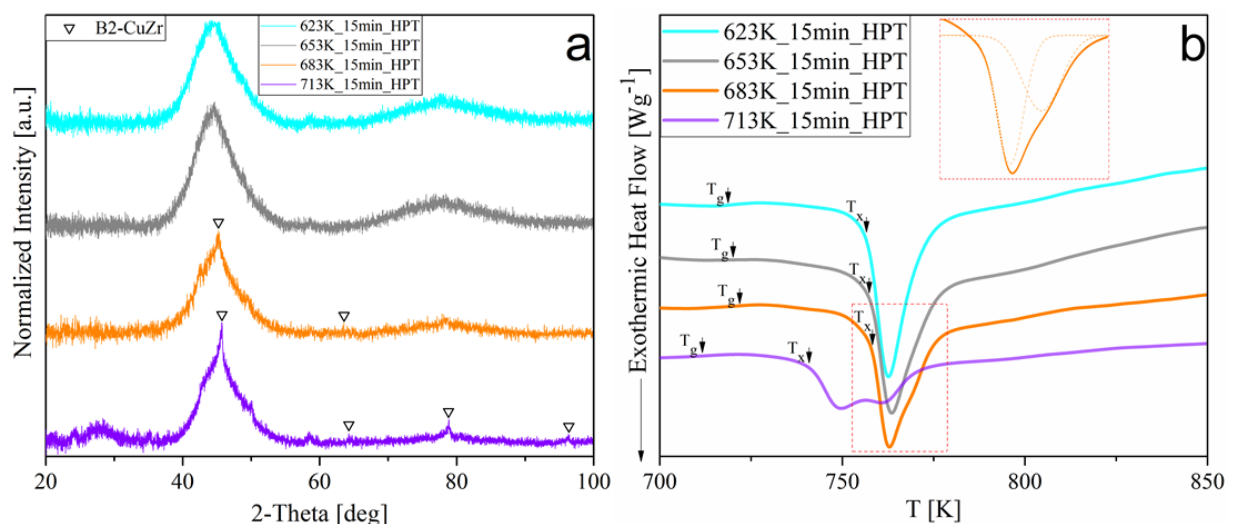 a
▽ B2-CuZr
623K_15min_HPT
653K_15min_HPT
683K_15min_HPT
713K_15min_HPT
Normalized Intensity [a.u.]
20 40 60 80 100
2-Theta [deg]
b
623K_15min_HPT
653K_15min_HPT
683K_15min_HPT
713K_15min_HPT
Exothermic Heat Flow [Wg⁻¹]
Tg
Tx
Tg
Tx
Tg
Tx
Tg
Tx
700 750 800 850
T [K]